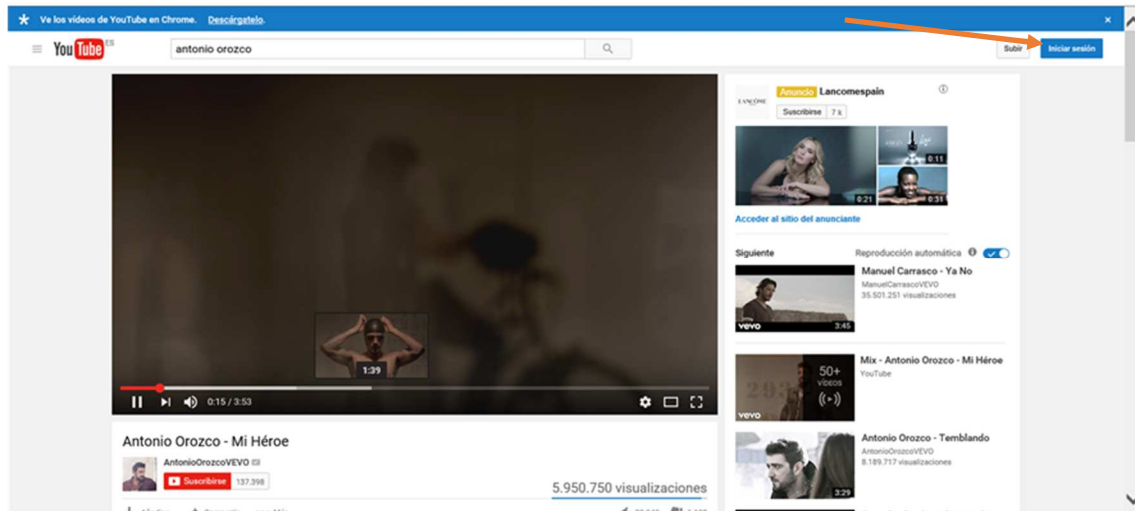 Ve los vídeos de YouTube en Chrome. Descárgatelo.
YouTube ES
antonio orozco
Subir
Iniciar sesión
LANCÔME
Anuncio Lancomespain
Suscribirse 7 k
0:11
0:21
0:31
Acceder al sitio del anunciante
Siguiente
Reproducción automática
Manuel Carrasco - Ya No
ManuelCarrascoVEVO
35.501.251 visualizaciones
vevo
3:45
Mix - Antonio Orozco - Mi Héroe
YouTube
50+
VÍDEOS
vevo
Antonio Orozco - Temblando
AntonioOrozcoVEVO
8.189.717 visualizaciones
3:29
1:39
0:15 / 3:53
Antonio Orozco - Mi Héroe
AntonioOrozcoVEVO
Suscribirse 137.398
5.950.750 visualizaciones